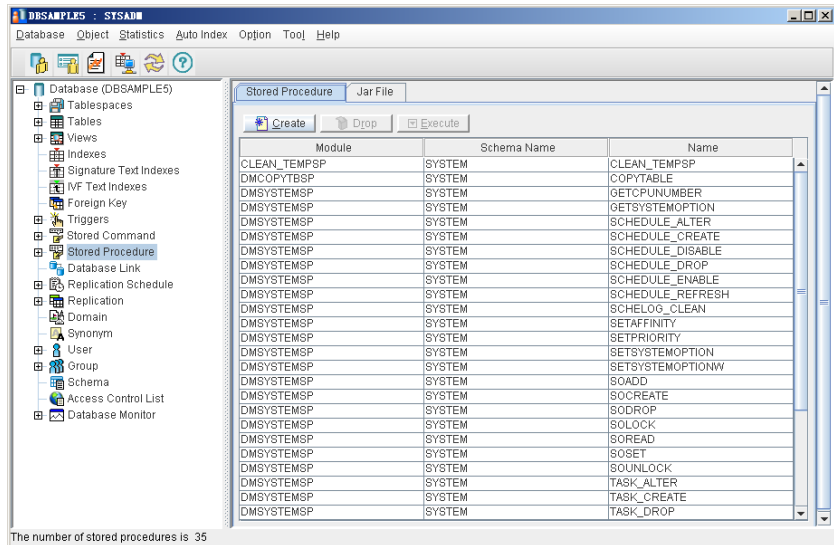 DBSAMPLE5 : SYSADM
Database Object Statistics Auto Index Option Tool Help
Database (DBSAMPLE5)
Tablespaces
Tables
Views
Indexes
Signature Text Indexes
IVF Text Indexes
Foreign Key
Triggers
Stored Command
Stored Procedure
Database Link
Replication Schedule
Replication
Domain
Synonym
User
Group
Schema
Access Control List
Database Monitor
Stored Procedure Jar File
Create Drop Execute
Module Schema Name Name
CLEAN_TEMPSP SYSTEM CLEAN_TEMPSP
DMCOPYTBSP SYSTEM COPYTABLE
DMSYSTEMSP SYSTEM GETCPUNUMBER
DMSYSTEMSP SYSTEM GETSYSTEMOPTION
DMSYSTEMSP SYSTEM SCHEDULE_ALTER
DMSYSTEMSP SYSTEM SCHEDULE_CREATE
DMSYSTEMSP SYSTEM SCHEDULE_DISABLE
DMSYSTEMSP SYSTEM SCHEDULE_DROP
DMSYSTEMSP SYSTEM SCHEDULE_ENABLE
DMSYSTEMSP SYSTEM SCHEDULE_REFRESH
DMSYSTEMSP SYSTEM SCHELOG_CLEAN
DMSYSTEMSP SYSTEM SETAFFINITY
DMSYSTEMSP SYSTEM SETPRIORITY
DMSYSTEMSP SYSTEM SETSYSTEMOPTION
DMSYSTEMSP SYSTEM SETSYSTEMOPTIONW
DMSYSTEMSP SYSTEM SOADD
DMSYSTEMSP SYSTEM SOCREATE
DMSYSTEMSP SYSTEM SODROP
DMSYSTEMSP SYSTEM SOLOCK
DMSYSTEMSP SYSTEM SOREAD
DMSYSTEMSP SYSTEM SOSET
DMSYSTEMSP SYSTEM SOUNLOCK
DMSYSTEMSP SYSTEM TASK_ALTER
DMSYSTEMSP SYSTEM TASK_CREATE
DMSYSTEMSP SYSTEM TASK_DROP
The number of stored procedures is 35